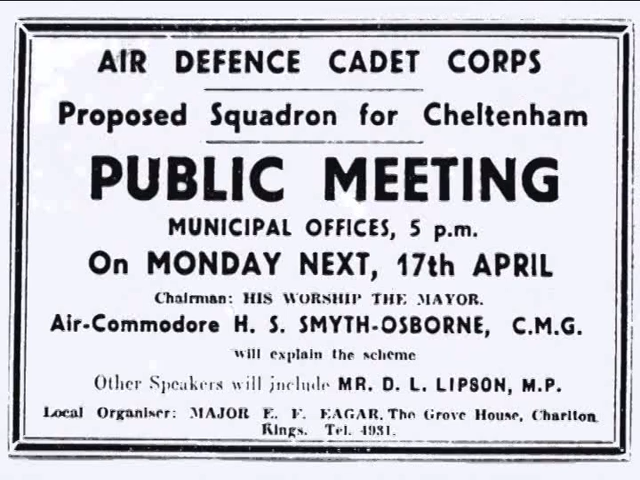 AIR DEFENCE CADET CORPS
Proposed Squadron for Cheltenham
PUBLIC MEETING
MUNICIPAL OFFICES, 5 p.m.
On MONDAY NEXT, 17th APRIL
Chairman: HIS WORSHIP THE MAYOR.
Air-Commodore H. S. SMYTH-OSBORNE, C.M.G.
will explain the scheme
Other Speakers will include MR. D. L. LIPSON, M.P.
Local Organiser: MAJOR E. F. EAGAR, The Grove House, Charlton
Kings. Tel. 4931.